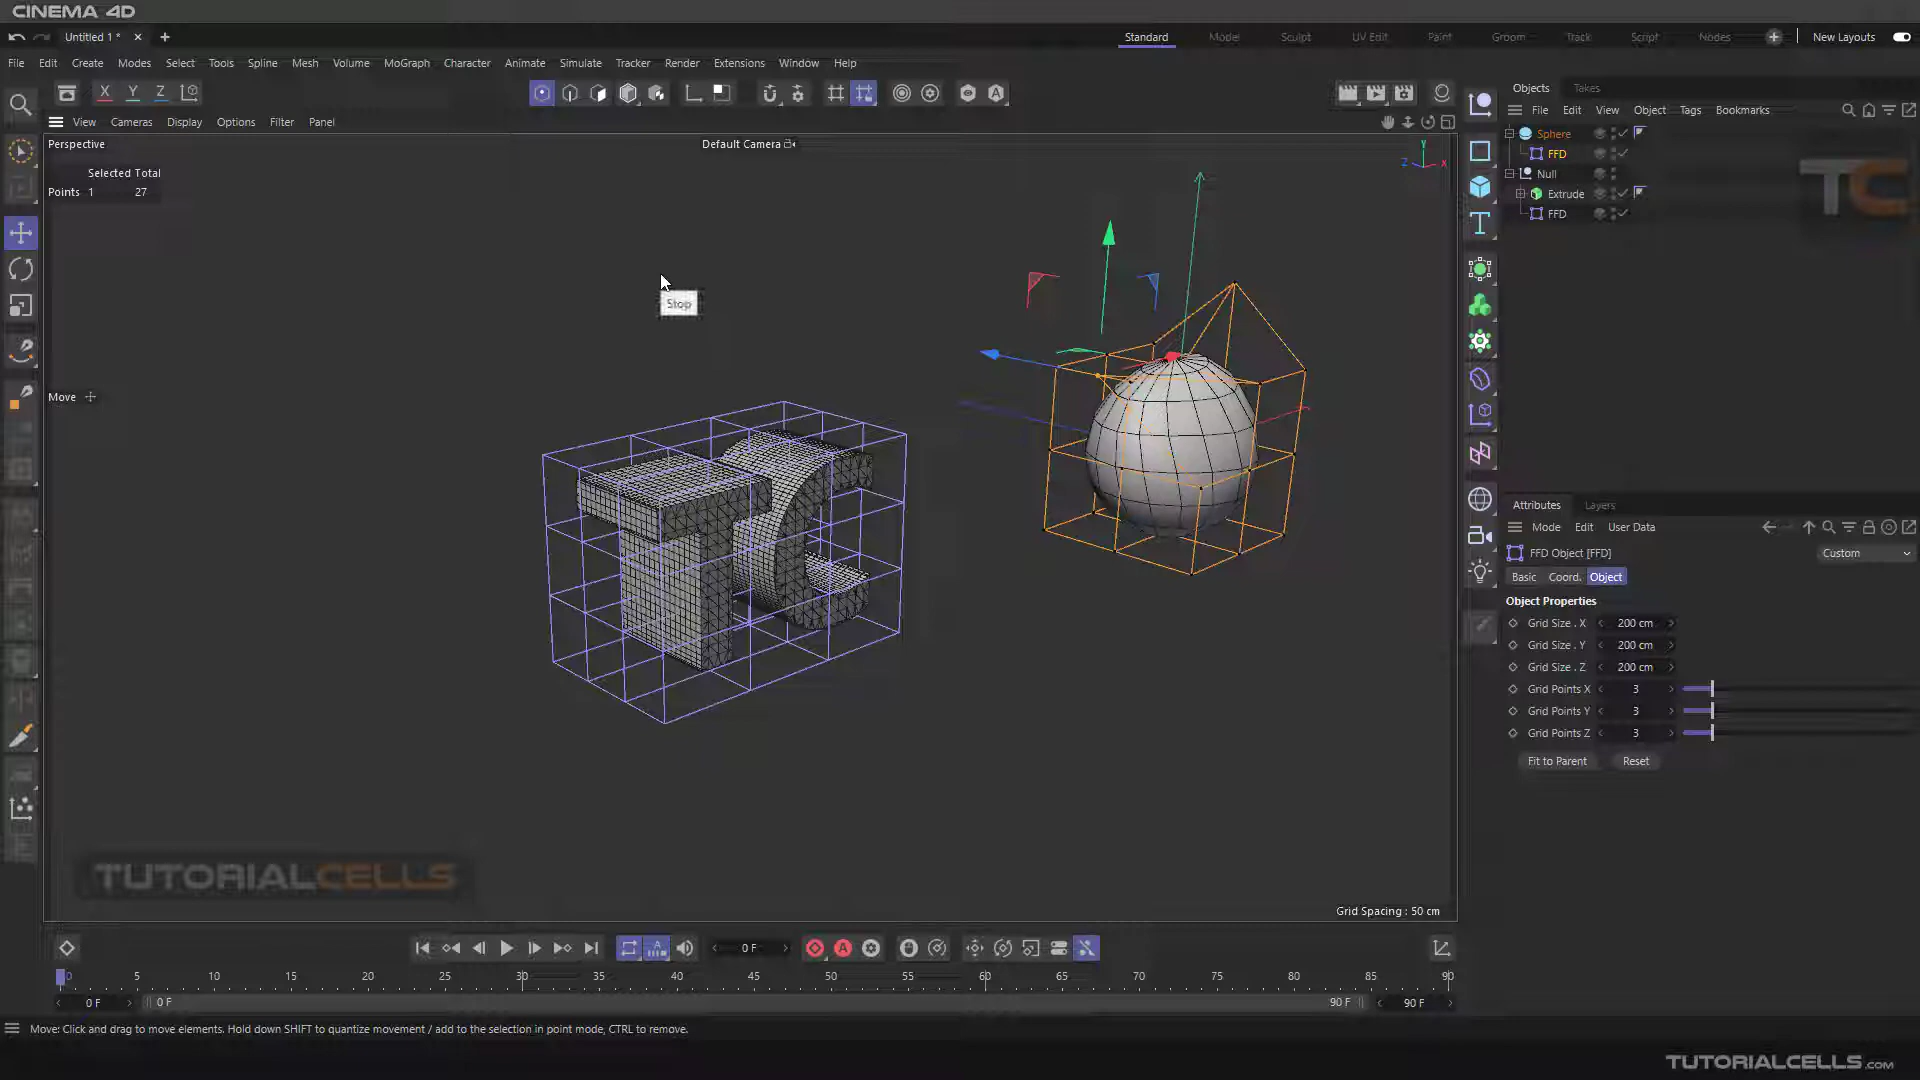 CINEMA 4D
Untitled 1 *
Standard Model Sculpt UV Edit Paint Groom Track Script Nodes New Layouts
File Edit Create Modes Select Tools Spline Mesh Volume MoGraph Character Animate Simulate Tracker Render Extensions Window Help
X Y Z
View Cameras Display Options Filter Panel
Perspective
Default Camera
Selected Total
Points 1 27
Y
Z X
Stop
Move
Grid Spacing : 50 cm
Objects Takes
File Edit View Object Tags Bookmarks
Sphere
FFD
Null
Extrude
FFD
TC
Attributes Layers
Mode Edit User Data
FFD Object [FFD]
Custom
Basic Coord. Object
Object Properties
Grid Size . X 200 cm
Grid Size . Y 200 cm
Grid Size . Z 200 cm
Grid Points X 3
Grid Points Y 3
Grid Points Z 3
Fit to Parent Reset
TUTORIALCELLS
0 F
0 5 10 15 20 25 30 35 40 45 50 55 60 65 70 75 80 85 90
0 F 0 F 90 F 90 F
Move: Click and drag to move elements. Hold down SHIFT to quantize movement / add to the selection in point mode, CTRL to remove.
TUTORIALCELLS.COM